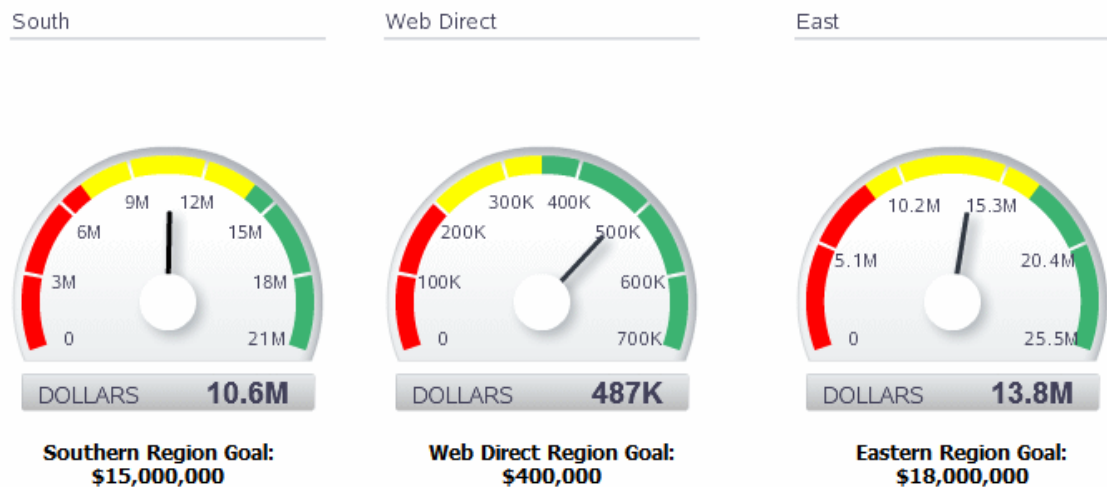 South
0
3M
6M
9M
12M
15M
18M
21M
DOLLARS 10.6M
Southern Region Goal:
$15,000,000
Web Direct
0
100K
200K
300K
400K
500K
600K
700K
DOLLARS 487K
Web Direct Region Goal:
$400,000
East
0
5.1M
10.2M
15.3M
20.4M
25.5M
DOLLARS 13.8M
Eastern Region Goal:
$18,000,000